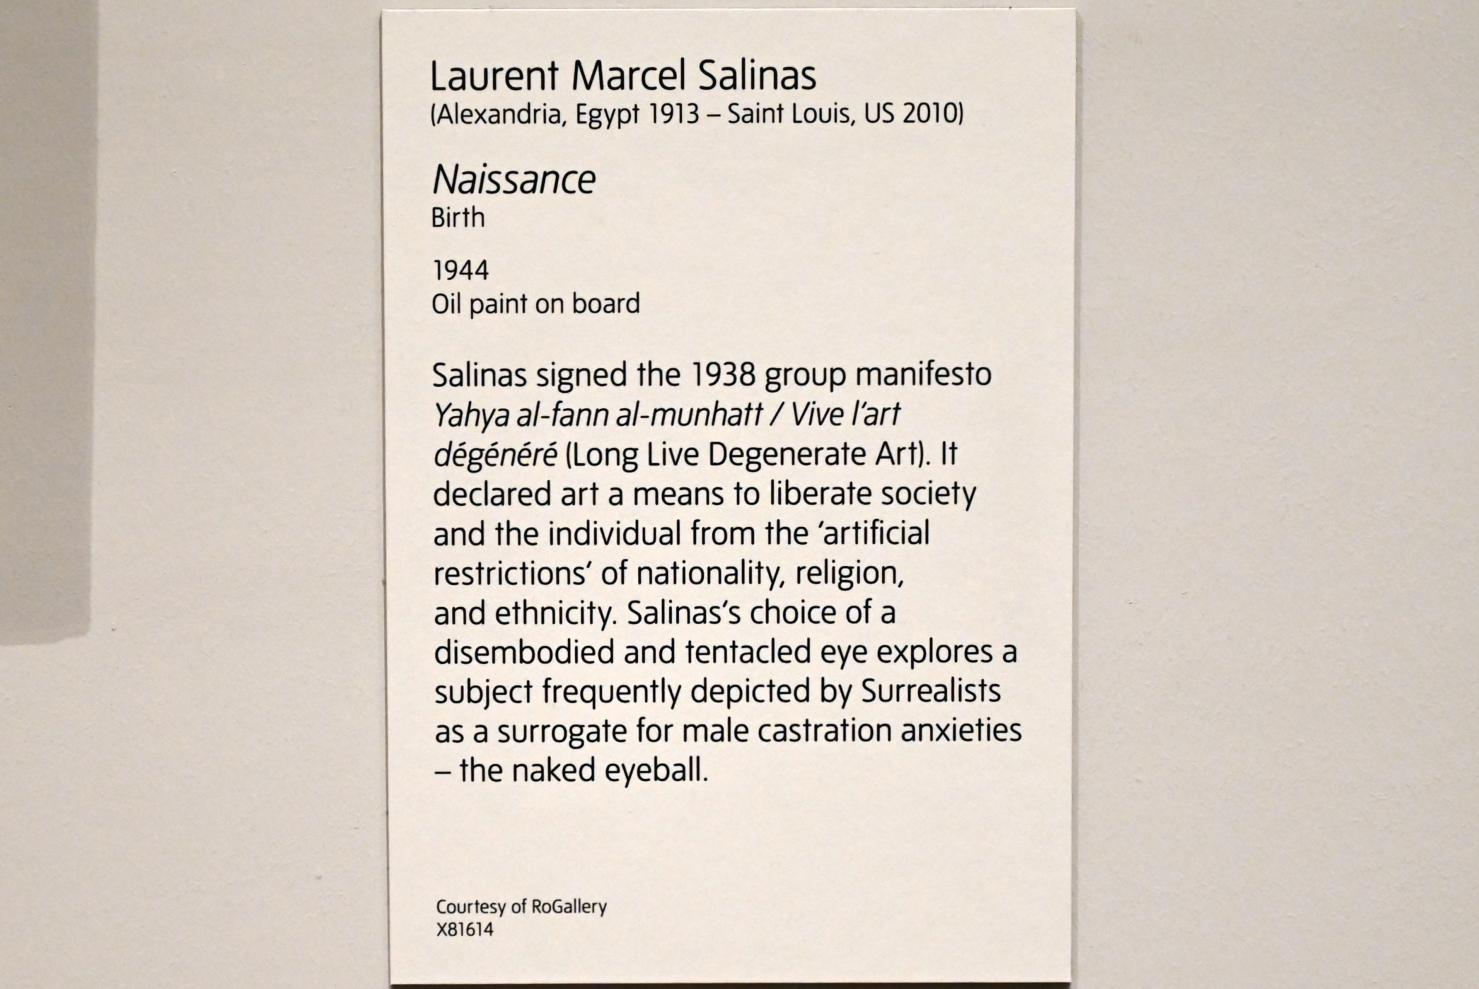 Laurent Marcel Salinas
(Alexandria, Egypt 1913 – Saint Louis, US 2010)
Naissance
Birth
1944
Oil paint on board
Salinas signed the 1938 group manifesto
Yahya al-fann al-munhatt / Vive l’art
dégénéré (Long Live Degenerate Art). It
declared art a means to liberate society
and the individual from the ‘artificial
restrictions’ of nationality, religion,
and ethnicity. Salinas’s choice of a
disembodied and tentacled eye explores a
subject frequently depicted by Surrealists
as a surrogate for male castration anxieties
– the naked eyeball.
Courtesy of RoGallery
X81614